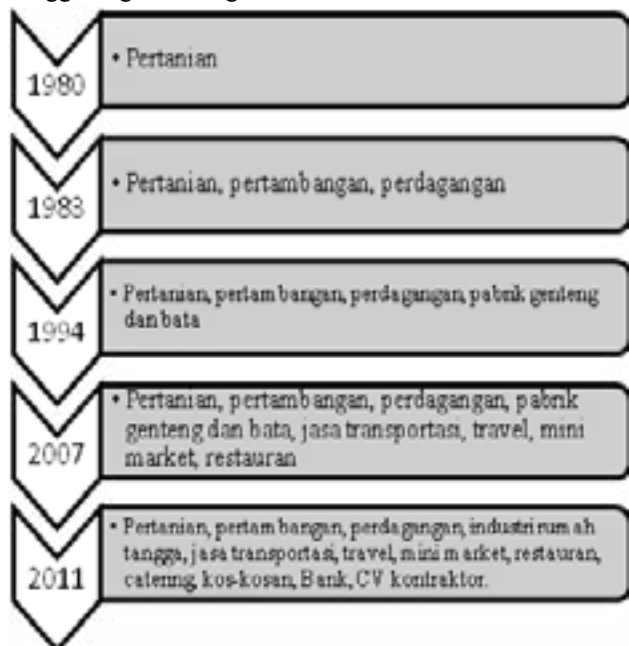 1980
• Pertanian
1983
• Pertanian, pertambangan, perdagangan
1994
• Pertanian, pertambangan, perdagangan, pabrik genteng
dan bata
2007
• Pertanian, pertambangan, perdagangan, pabrik
genteng dan bata, jasa transportasi, travel, mini
market, restauran
2011
• Pertanian, pertambangan, perdagangan, industri rumah
tangga, jasa transportasi, travel, mini market, restauran,
catering, kos-kosan, Bank, CV kontraktor.